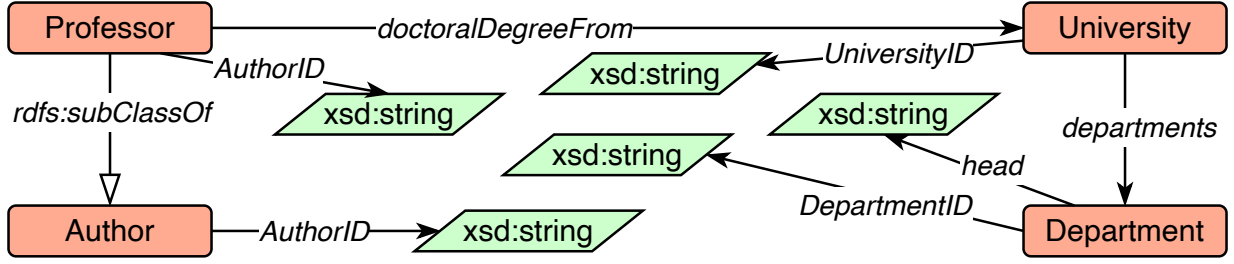 Professor
doctoralDegreeFrom
University
AuthorID
UniversityID
xsd:string
rdfs:subClassOf
xsd:string
xsd:string
departments
xsd:string
head
DepartmentID
Author
AuthorID
xsd:string
Department